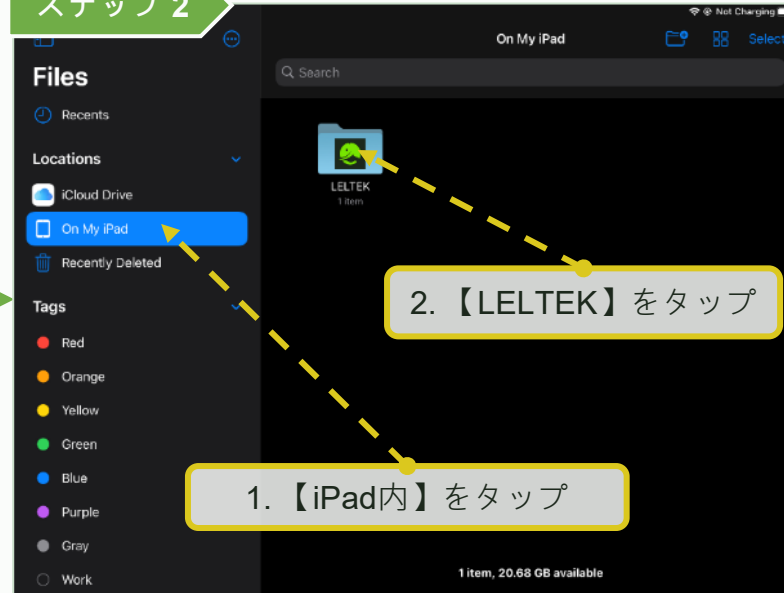 ステップ 2
Not Charging
On My iPad
Select
Files
Search
Recents
Locations
iCloud Drive
On My iPad
Recently Deleted
LELTEK
1 item
2. 【LELTEK】をタップ
Tags
Red
Orange
Yellow
Green
Blue
Purple
Gray
Work
1. 【iPad内】をタップ
1 item, 20.68 GB available